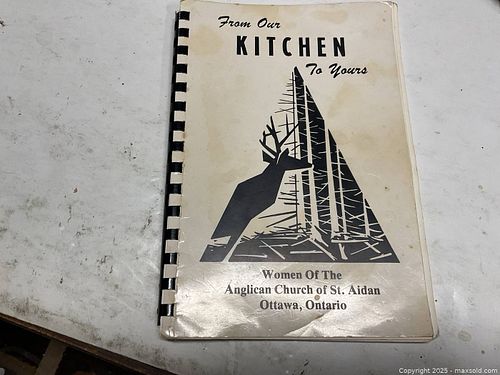 From Our
KITCHEN
To Yours
Women Of The
Anglican Church of St. Aidan
Ottawa, Ontario
Copyright 2025 - maxsold.com